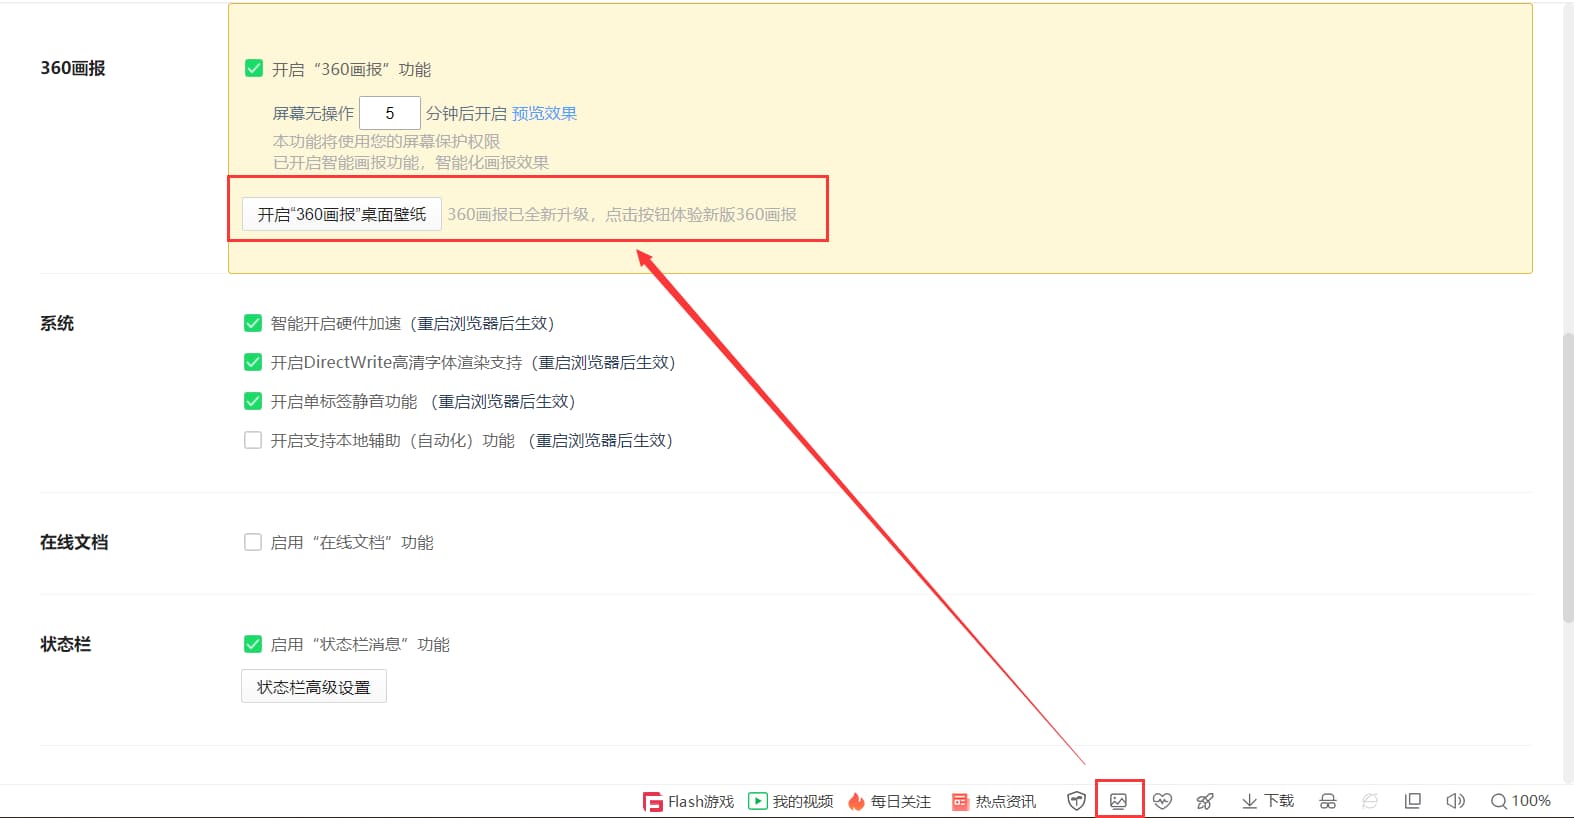 360画报
开启“360画报“功能
屏幕无操作 5 分钟后开启 预览效果
本功能将使用您的屏幕保护权限
已开启智能画报功能，智能化画报效果
开启“360画报”桌面壁纸 360画报已全新升级，点击按钮体验新版360画报
系统
智能开启硬件加速（重启浏览器后生效）
开启DirectWrite高清字体渲染支持（重启浏览器后生效）
开启单标签静音功能 （重启浏览器后生效）
开启支持本地辅助（自动化）功能 （重启浏览器后生效）
在线文档
启用“在线文档”功能
状态栏
启用“状态栏消息”功能
状态栏高级设置
Flash游戏 我的视频 每日关注 热点资讯 下载 100%